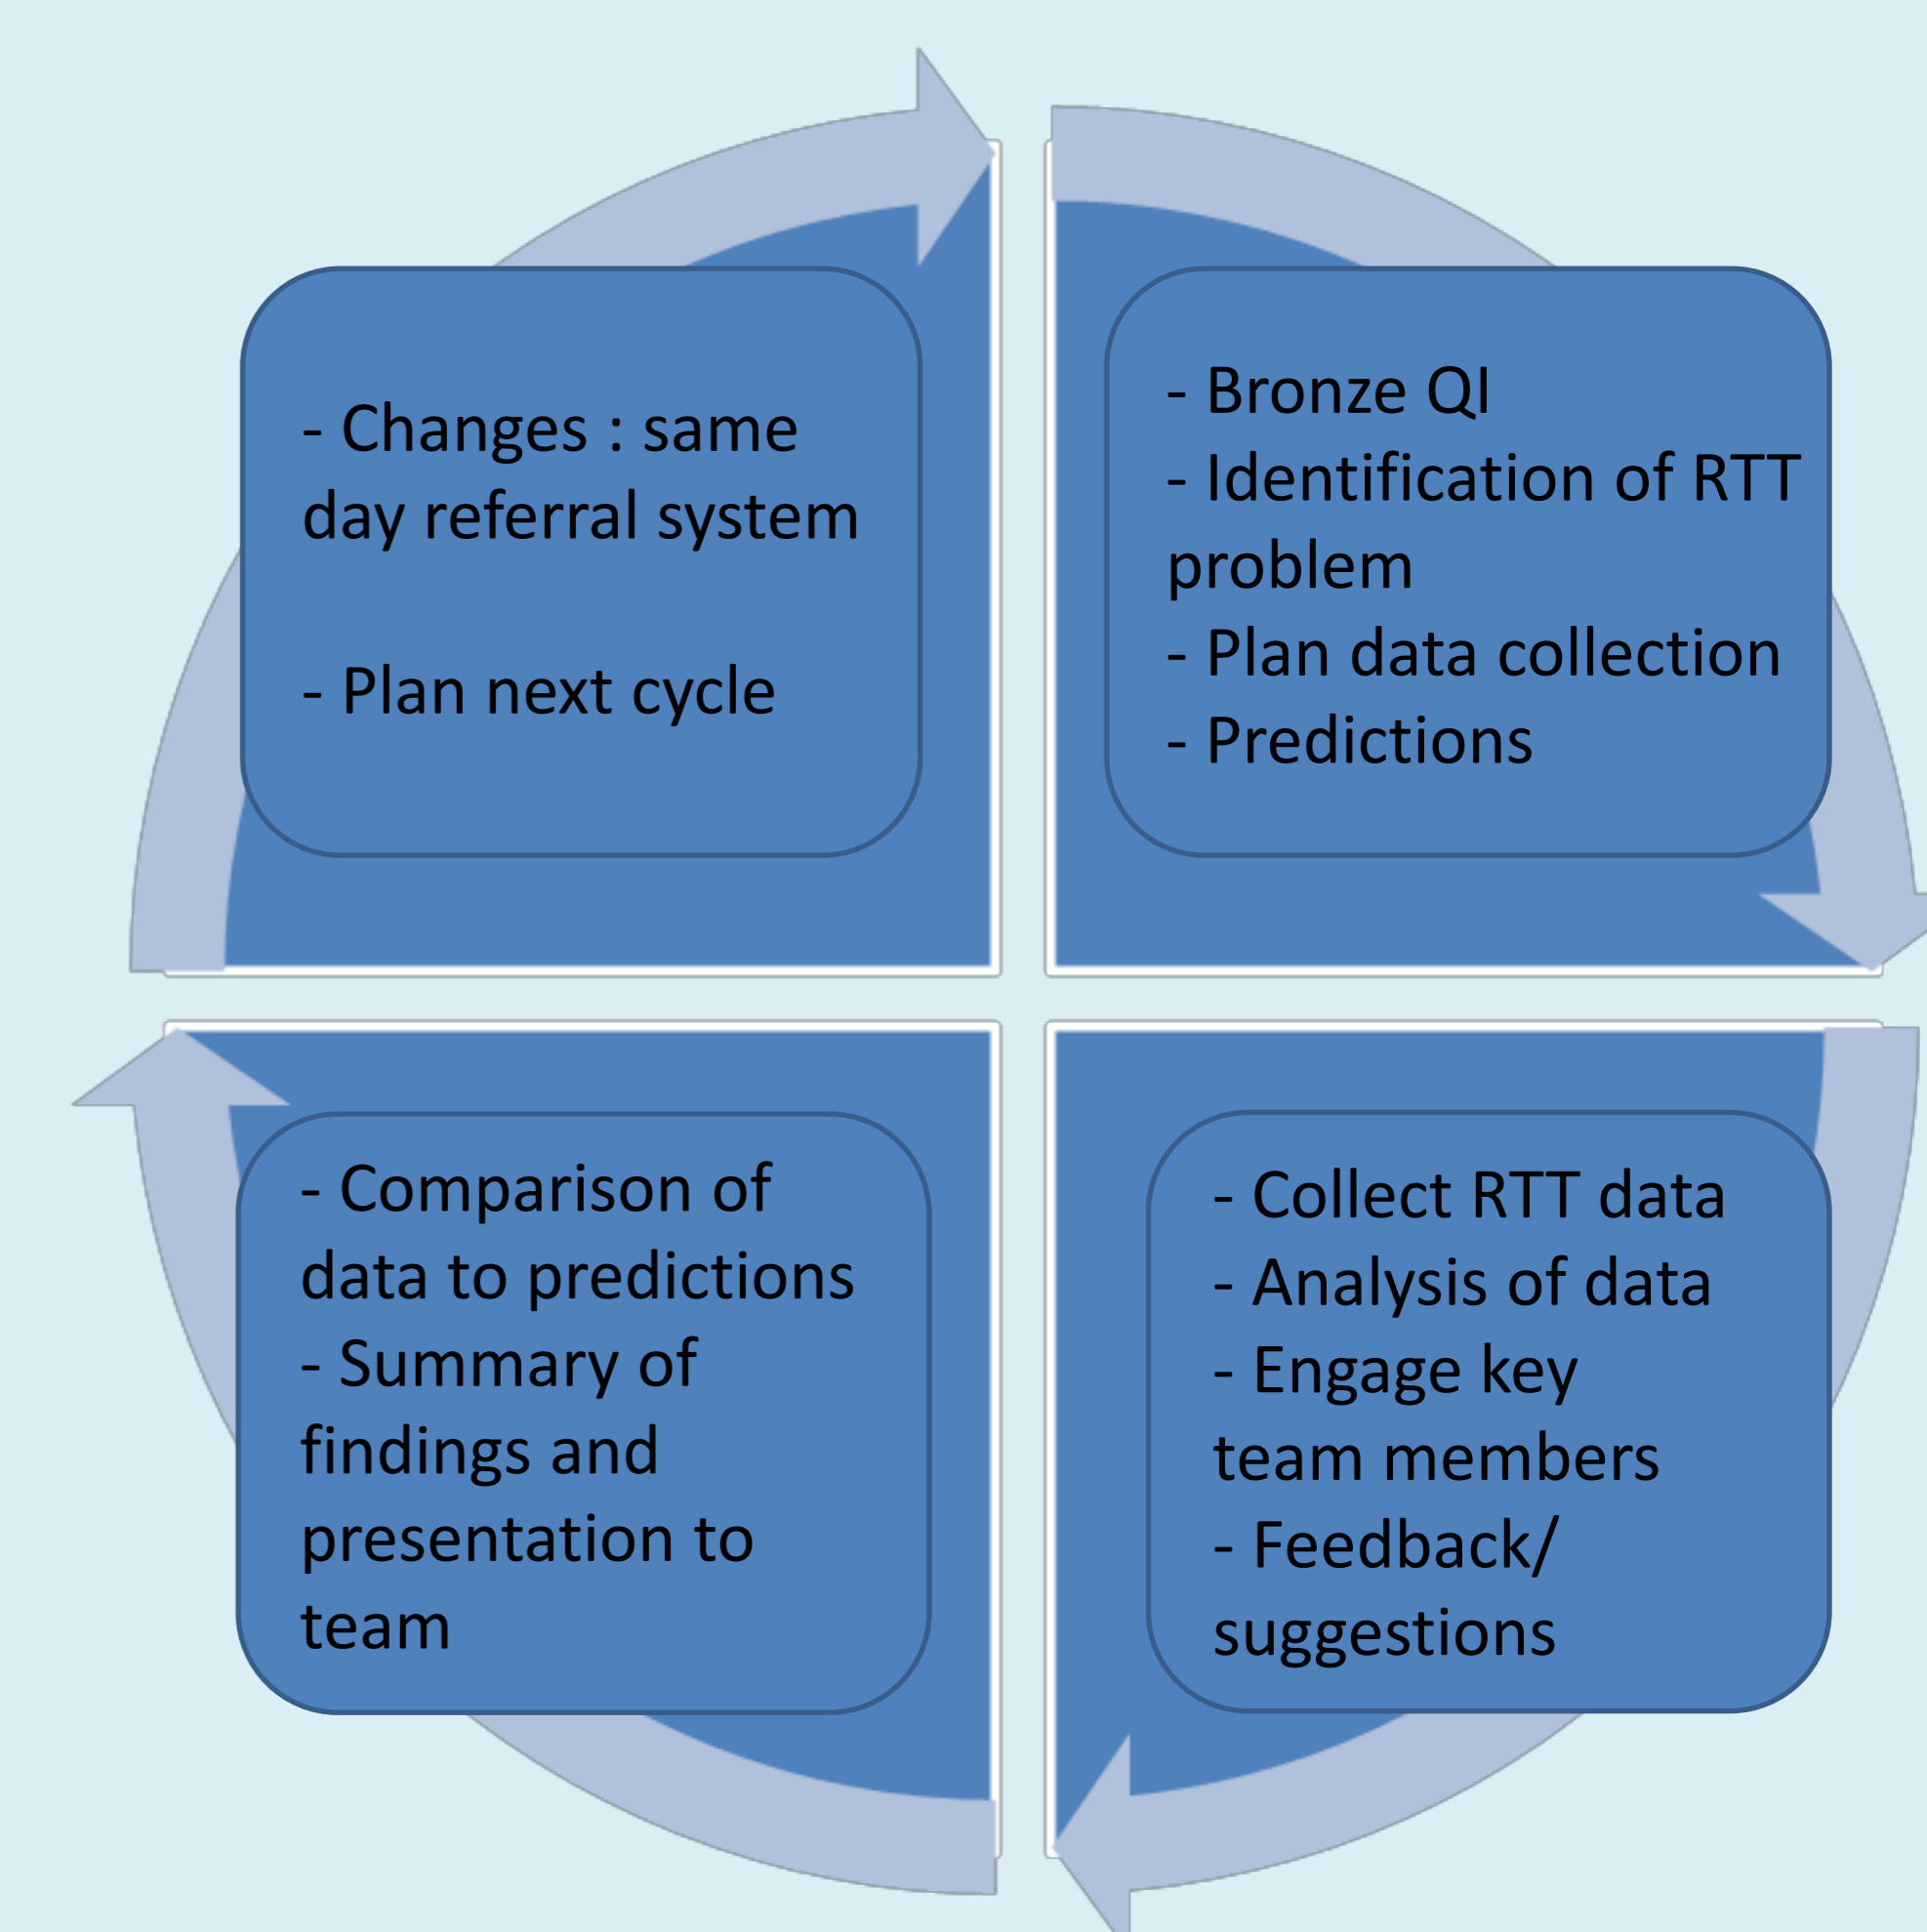 - Changes : same
day referral system
- Plan next cycle
- Bronze QI
- Identification of RTT
problem
- Plan data collection
- Predictions
- Comparison of
data to predictions
- Summary of
findings and
presentation to
team
- Collect RTT data
- Analysis of data
- Engage key
team members
- Feedback/
suggestions